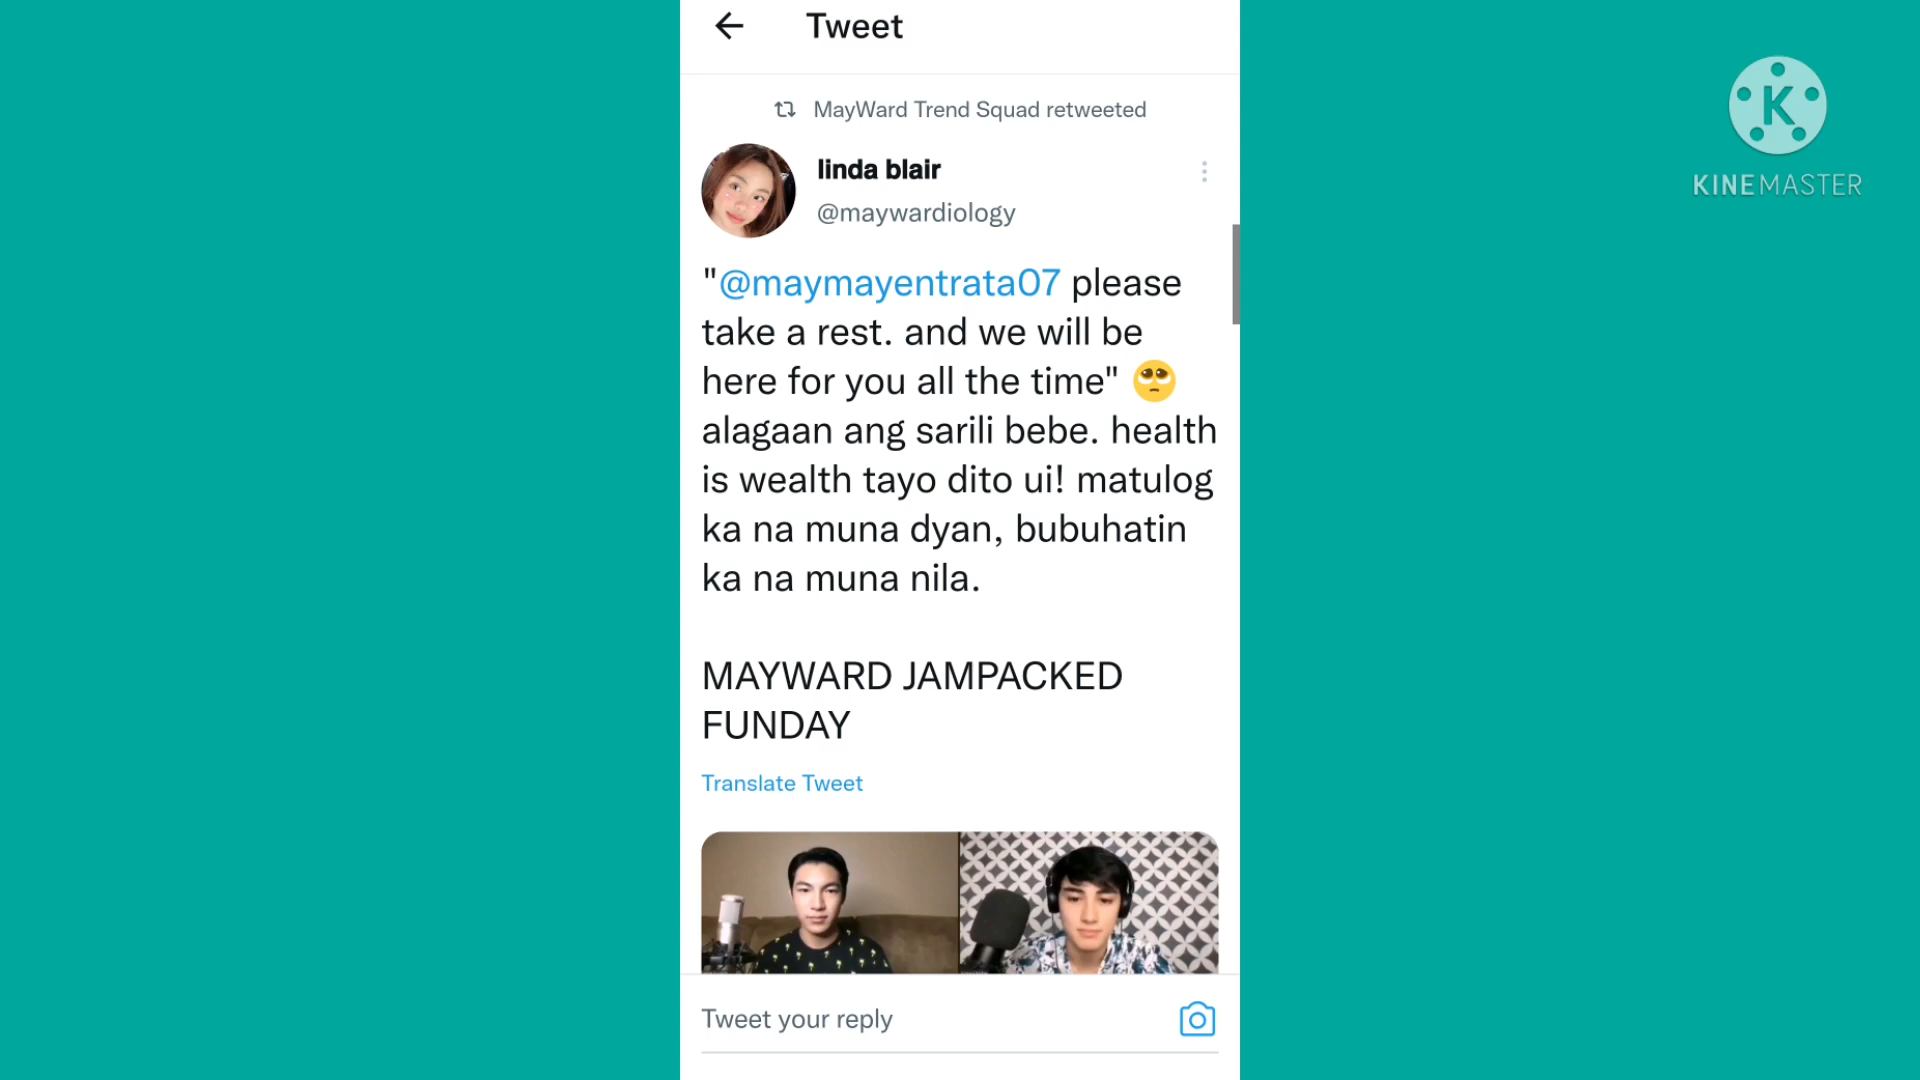 Tweet
MayWard Trend Squad retweeted
linda blair
@maywardiology
"@maymayentrata07 please
take a rest. and we will be
here for you all the time" 🥺
alagaan ang sarili bebe. health
is wealth tayo dito ui! matulog
ka na muna dyan, bubuhatin
ka na muna nila.
MAYWARD JAMPACKED
FUNDAY
Translate Tweet
Tweet your reply
K
KINEMASTER